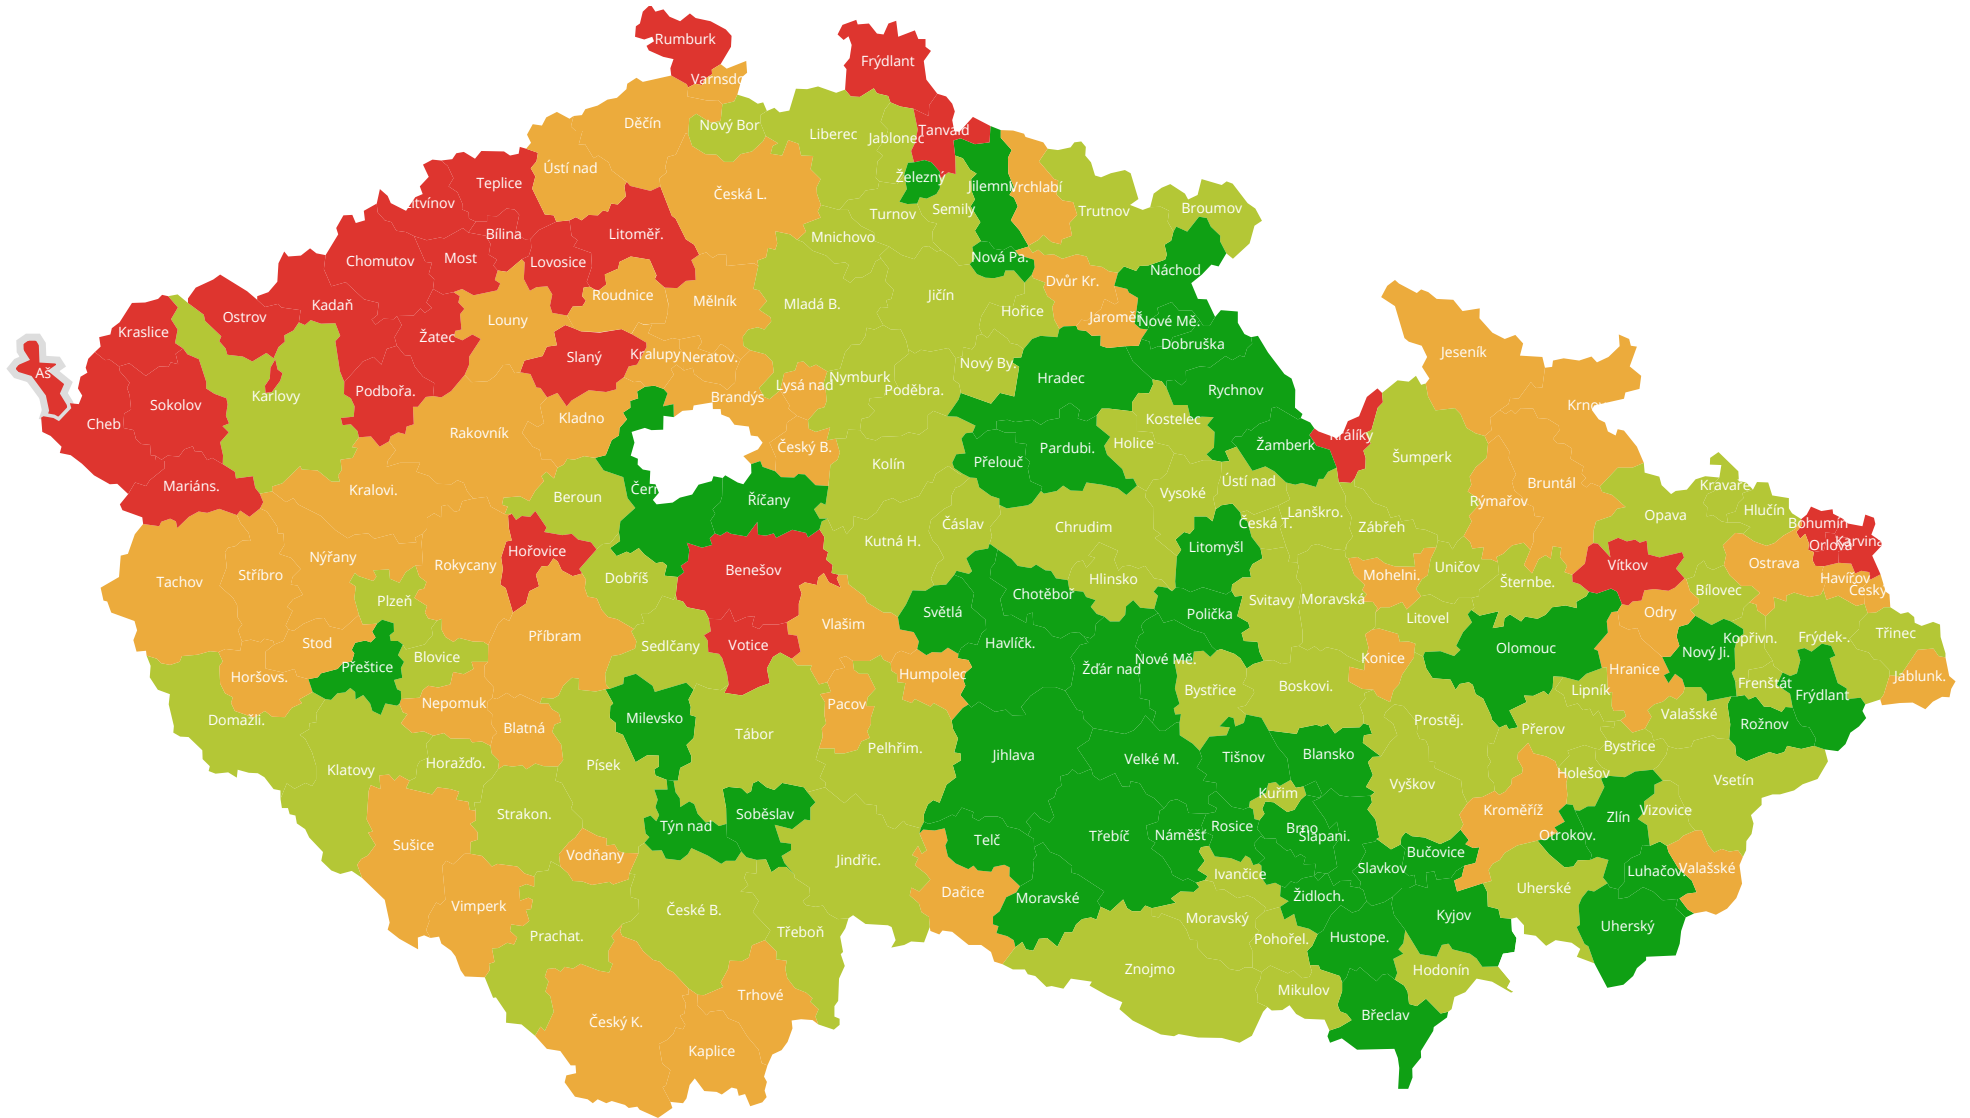 Rumburk
Frýdlant
Varnsdo
Děčín
Nový Bor
Liberec
Jablonec
Tanvald
Ústí nad
Teplice
Litvínov
Česká L.
Železný
Jilemni.
Vrchlabí
Turnov
Semily
Trutnov
Broumov
Bílina
Litoměř.
Mnichovo
Most
Lovosice
Chomutov
Nová Pa.
Náchod
Dvůr Kr.
Roudnice
Mělník
Mladá B.
Jičín
Kadaň
Ostrov
Louny
Hořice
Jaroměř
Nové Mě.
Kraslice
Žatec
Dobruška
Slaný
Kralupy
Neratov.
Nový By.
Jeseník
Aš
Nymburk
Hradec
Lysá nad
Poděbra.
Rychnov
Podbořa.
Karlovy
Brandýs
Sokolov
Krnov
Cheb
Kladno
Kostelec
Rakovník
Králíky
Žamberk
Holice
Český B.
Pardubi.
Kolín
Přelouč
Šumperk
Mariáns.
Kralovi.
Čern
Říčany
Beroun
Vysoké
Ústí nad
Bruntál
Rýmařov
Kravaře
Hlučín
Lanškro.
Opava
Čáslav
Chrudim
Česká T.
Zábřeh
Bohumín
Kutná H.
Litomyšl
Orlová
Karviná
Hořovice
Nýřany
Rokycany
Stříbro
Tachov
Dobříš
Benešov
Hlinsko
Mohelni.
Uničov
Šternbe.
Vítkov
Ostrava
Havířov
Český
Bílovec
Plzeň
Chotěboř
Svitavy
Moravská
Světlá
Polička
Litovel
Odry
Vlašim
Příbram
Stod
Havlíčk.
Sedlčany
Votice
Olomouc
Kopřivn.
Frýdek-.
Třinec
Blovice
Přeštice
Nové Mě.
Žďár nad
Konice
Nový Ji.
Hranice
Horšovs.
Humpolec
Bystřice
Boskovi.
Lipník
Frenštát
Frýdlant
Jablunk.
Nepomuk
Pacov
Milevsko
Domažli.
Blatná
Tábor
Pelhřim.
Prostěj.
Přerov
Valašské
Rožnov
Jihlava
Velké M.
Tišnov
Blansko
Bystřice
Klatovy
Horažďo.
Písek
Holešov
Vsetín
Vyškov
Kuřim
Strakon.
Týn nad
Soběslav
Kroměříž
Vizovice
Zlín
Telč
Třebíč
Náměšť
Rosice
Brno
Šlapani.
Otrokov.
Sušice
Vodňany
Jindřic.
Bučovice
Slavkov
Ivančice
Luhačov.
Valašské
Dačice
Moravské
Židloch.
Uherské
Vimperk
České B.
Moravský
Kyjov
Třeboň
Uherský
Prachat.
Pohořel.
Hustope.
Znojmo
Hodonín
Trhové
Mikulov
Český K.
Břeclav
Kaplice